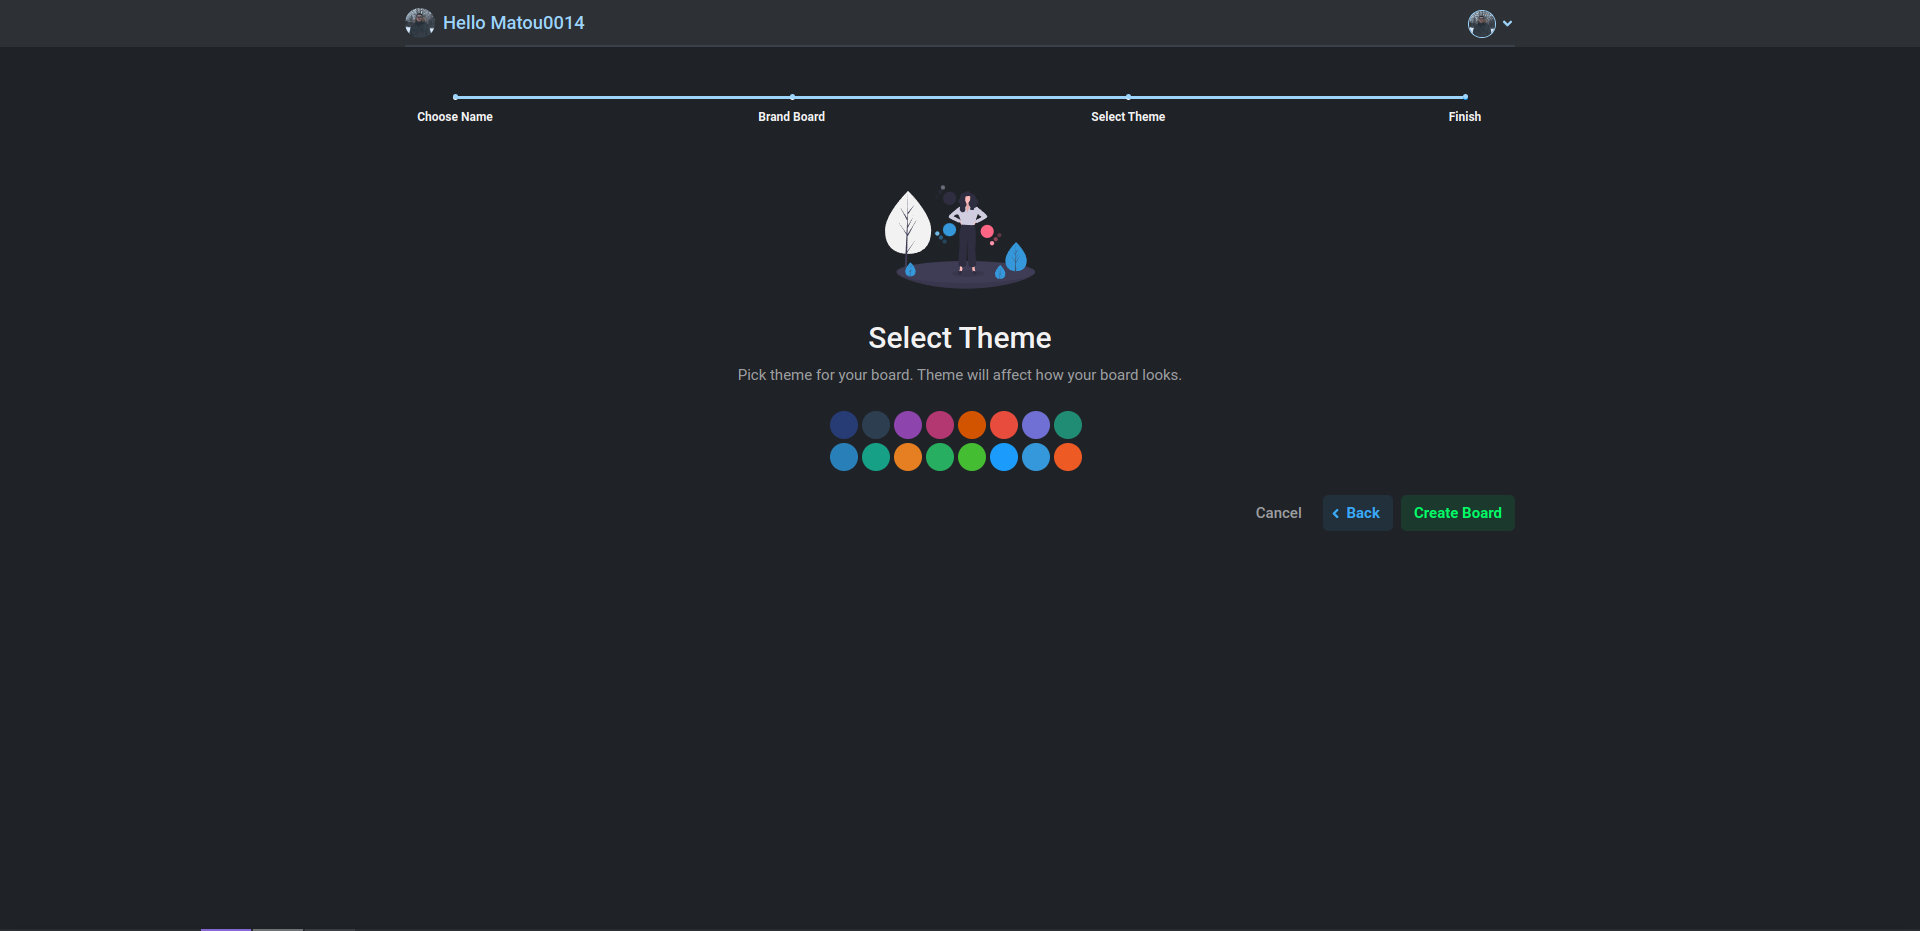 Hello Matou0014
Choose Name
Brand Board
Select Theme
Finish
Select Theme
Pick theme for your board. Theme will affect how your board looks.
Cancel
Back
Create Board